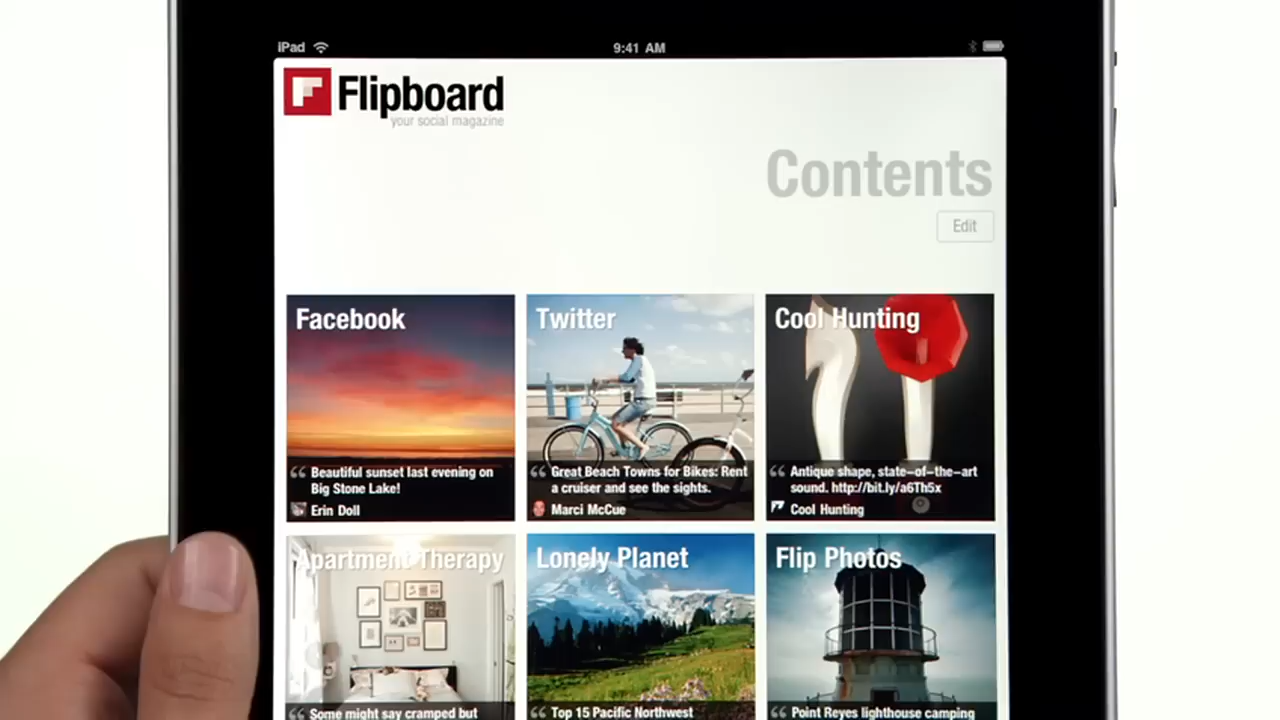 iPad
9:41 AM
Flipboard
your social magazine
Contents
Edit
Facebook
“ Beautiful sunset last evening on
Big Stone Lake!
Erin Doll
Twitter
“ Great Beach Towns for Bikes: Rent
a cruiser and see the sights.
Marci McCue
Cool Hunting
“ Antique shape, state-of-the-art
sound. http://bit.ly/a6Th5x
Cool Hunting
Apartment Therapy
“ Some might say cramped but
Lonely Planet
“ Top 15 Pacific Northwest
Flip Photos
“ Point Reyes lighthouse camping